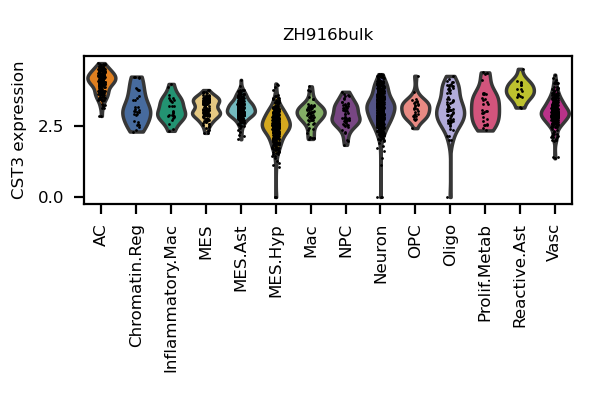 ZH916bulk
CST3 expression
2.5
0.0
AC
Chromatin.Reg
Inflammatory.Mac
MES
MES.Ast
MES.Hyp
Mac
NPC
Neuron
OPC
Oligo
Prolif.Metab
Reactive.Ast
Vasc